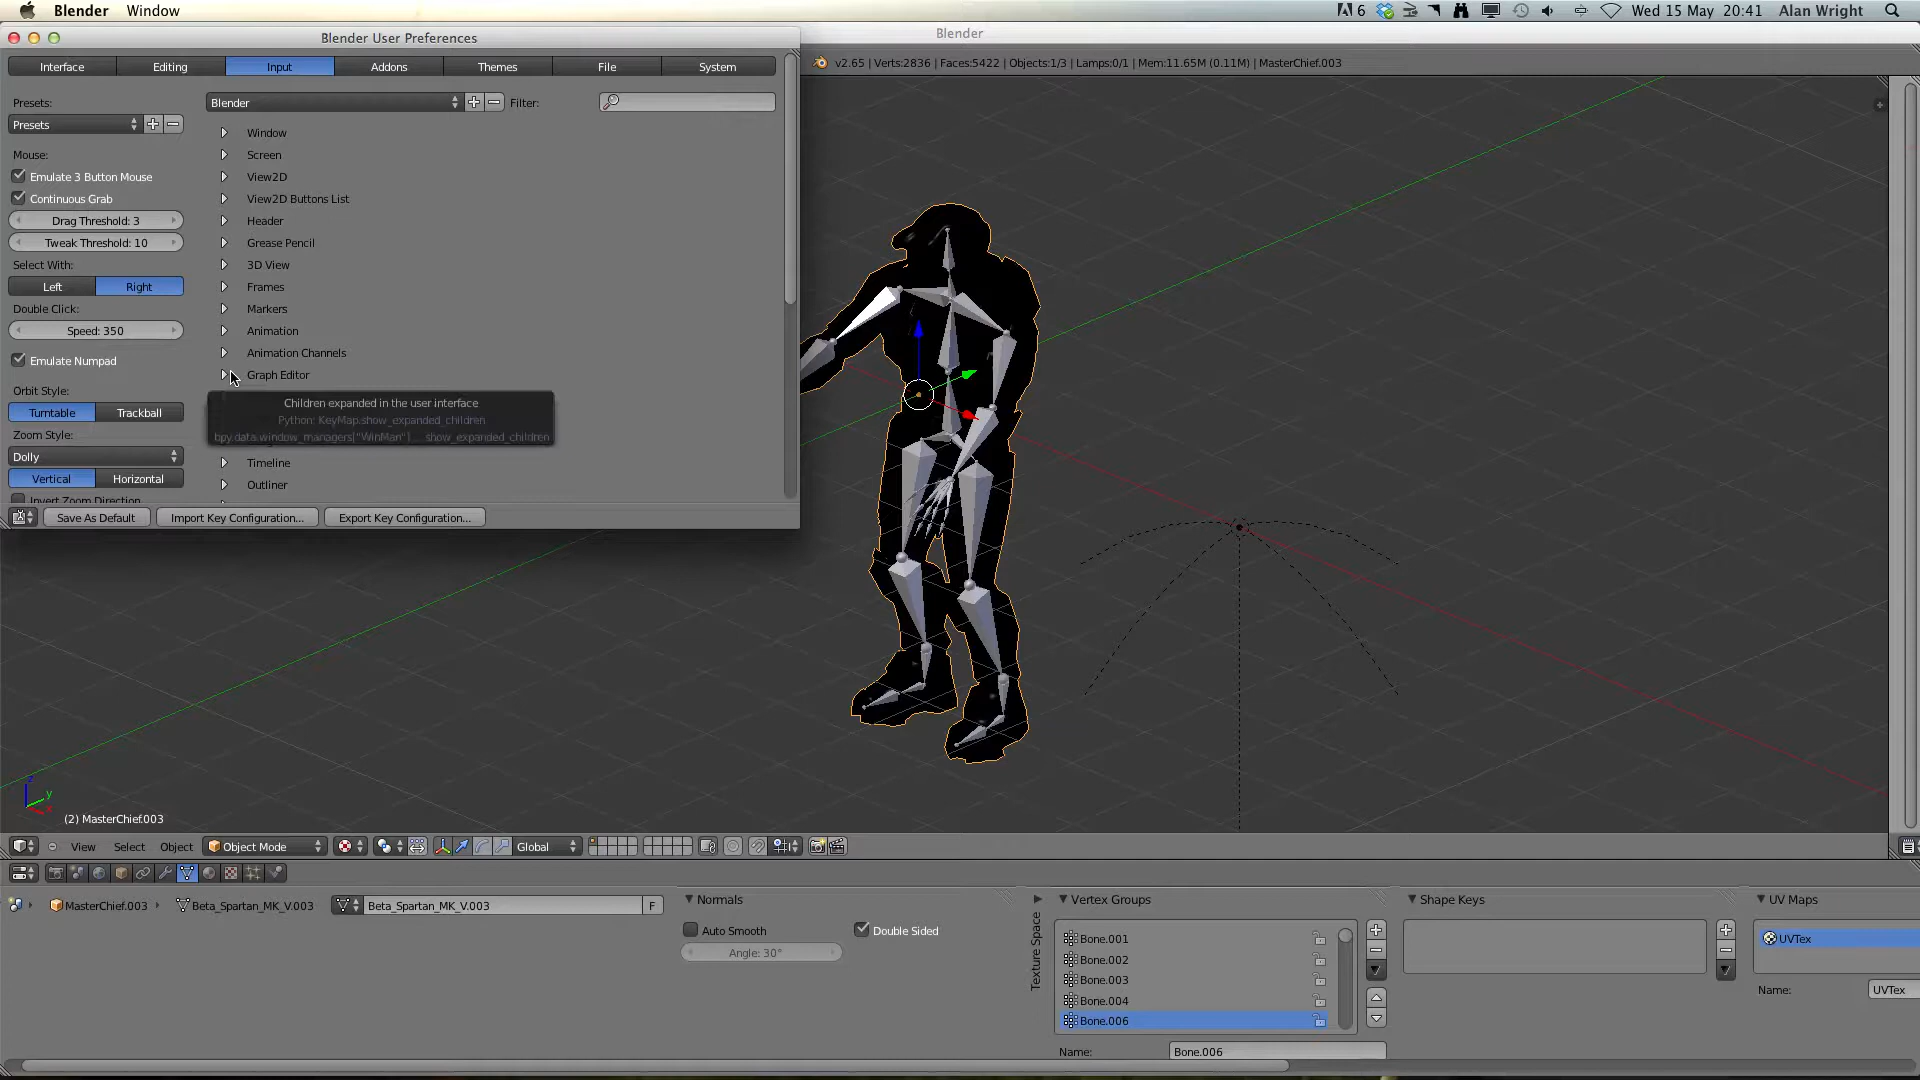 Blender Window
6 Wed 15 May 20:41 Alan Wright
Blender User Preferences
Blender
Interface Editing Input Addons Themes File System
v2.65 | Verts:2836 | Faces:5422 | Objects:1/3 | Lamps:0/1 | Mem:11.65M (0.11M) | MasterChief.003
Presets:
Presets
Mouse:
Emulate 3 Button Mouse
Continuous Grab
Drag Threshold: 3
Tweak Threshold: 10
Select With:
Left Right
Double Click:
Speed: 350
Emulate Numpad
Orbit Style:
Turntable Trackball
Zoom Style:
Dolly
Vertical Horizontal
Invert Zoom Direction
Blender Filter:
Window
Screen
View2D
View2D Buttons List
Header
Grease Pencil
3D View
Frames
Markers
Animation
Animation Channels
Graph Editor
Children expanded in the user interface
Python: KeyMap.show_expanded_children
bpy.data.window_managers["WinMan"] ... show_expanded_children
Timeline
Outliner
Save As Default Import Key Configuration... Export Key Configuration...
z
y
x
(2) MasterChief.003
View Select Object Object Mode Global
MasterChief.003 Beta_Spartan_MK_V.003 Beta_Spartan_MK_V.003 F
Normals
Auto Smooth Double Sided
Angle: 30°
Texture Space
Vertex Groups
Bone.001
Bone.002
Bone.003
Bone.004
Bone.006
Name: Bone.006
Shape Keys
UV Maps
UVTex
Name: UVTex